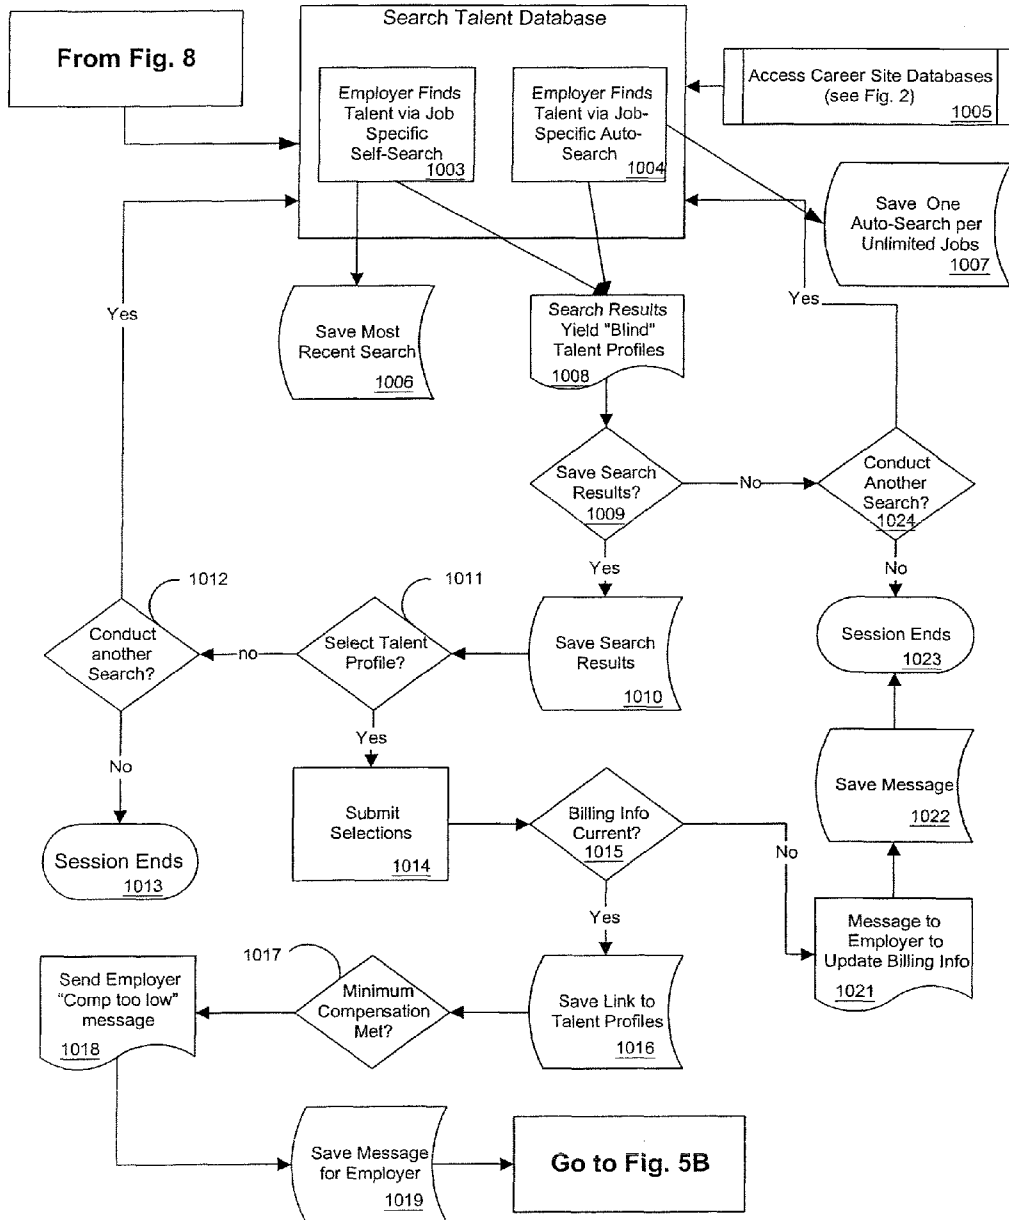 Search Talent Database
From Fig. 8
Employer Finds
Talent via Job
Specific
Self-Search
1003
Employer Finds
Talent via Job-
Specific Auto-
Search
1004
Access Career Site Databases
(see Fig. 2)
1005
Save One
Auto-Search per
Unlimited Jobs
1007
Yes
Yes
Save Most
Recent Search
1006
Search Results
Yield "Blind"
Talent Profiles
1008
Save Search
Results?
1009
No
Conduct
Another
Search?
1024
Yes
No
1012
1011
Conduct
another
Search?
no
Select Talent
Profile?
Save Search
Results
1010
Session Ends
1023
No
Yes
Submit
Selections
1014
Billing Info
Current?
1015
No
Save Message
1022
Session Ends
1013
Yes
Message to
Employer to
Update Billing Info
1021
1017
Send Employer
"Comp too low"
message
1018
Minimum
Compensation
Met?
Save Link to
Talent Profiles
1016
Save Message
for Employer
1019
Go to Fig. 5B